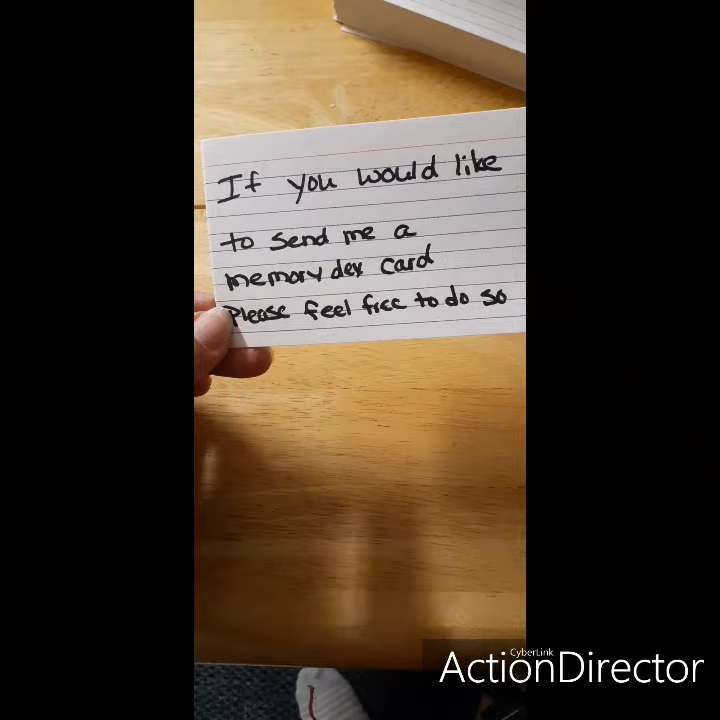 If you would like
to send me a
memory dex card
Please feel free to do so
CyberLink
ActionDirector